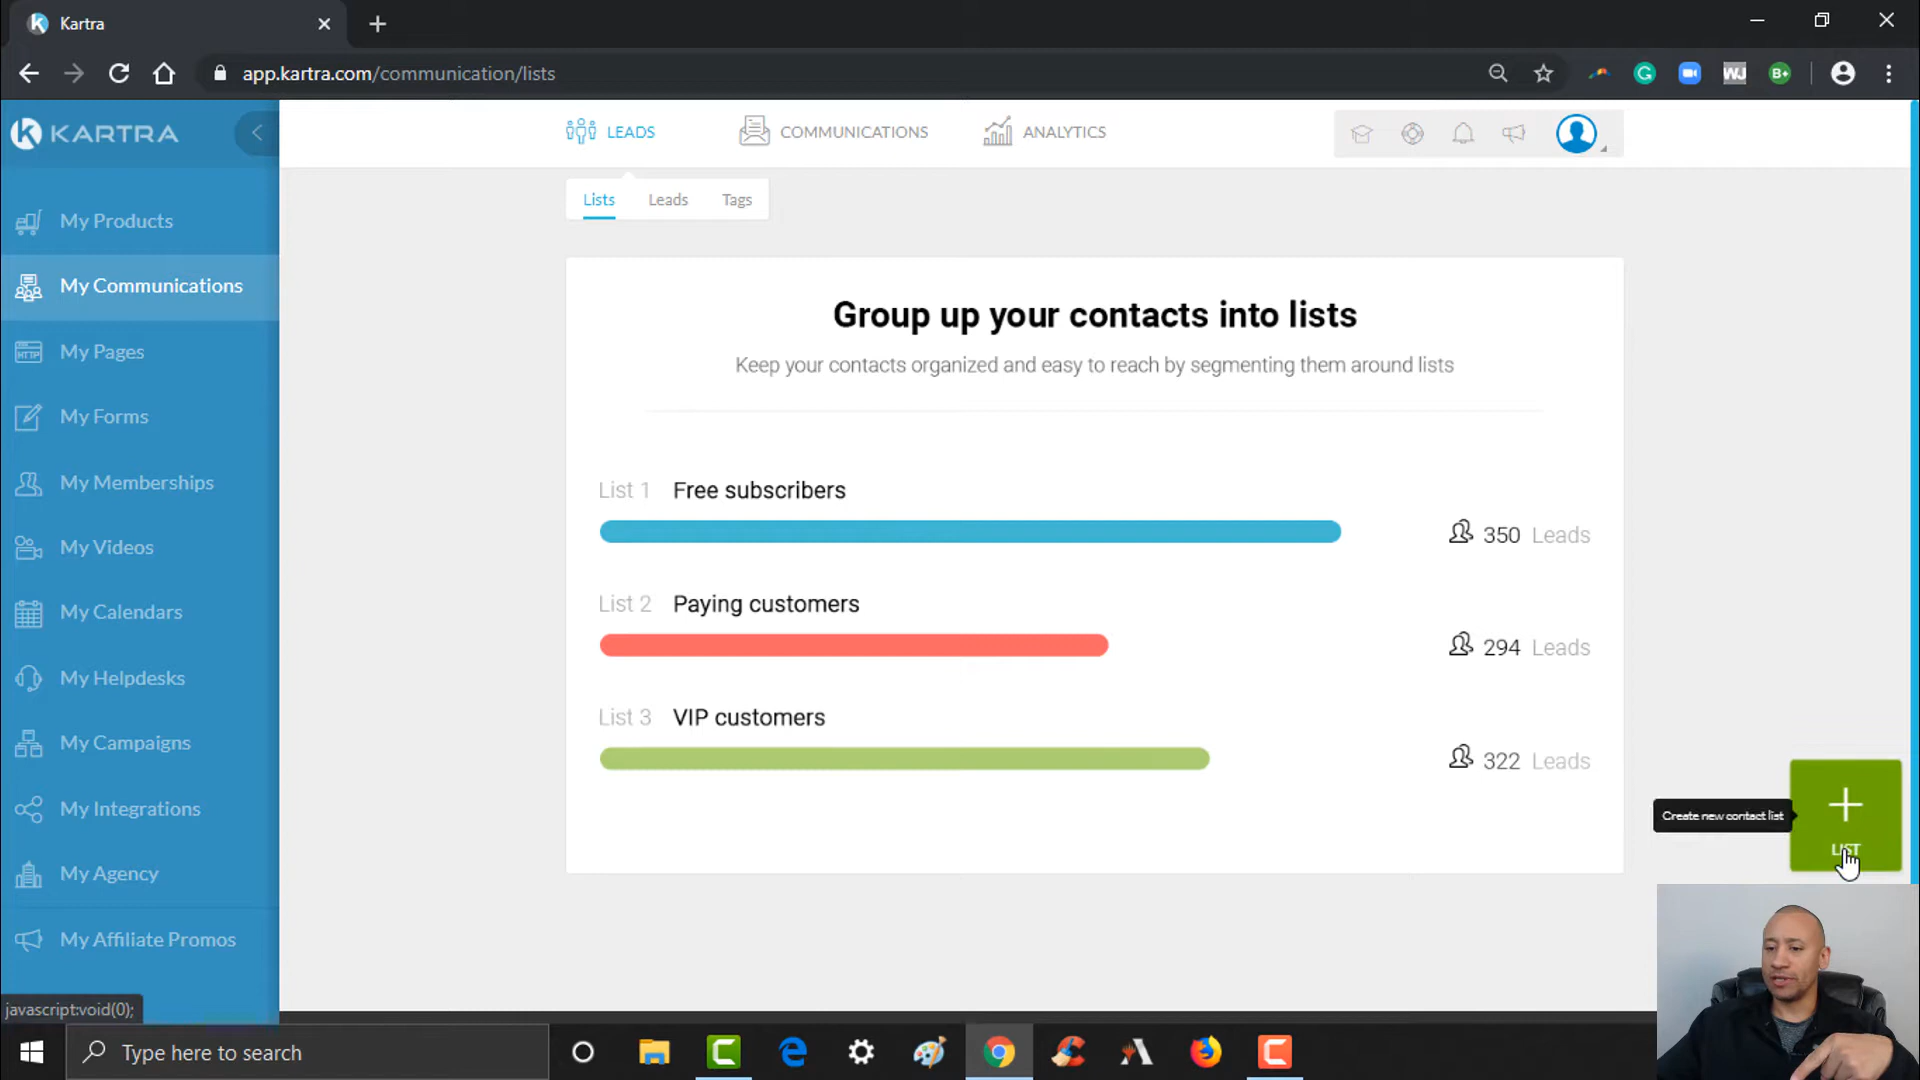 Kartra
app.kartra.com/communication/lists
WJ
B+
KARTRA
LEADS
COMMUNICATIONS
ANALYTICS
Lists
Leads
Tags
My Products
My Communications
My Pages
My Forms
My Memberships
My Videos
My Calendars
My Helpdesks
My Campaigns
My Integrations
My Agency
My Affiliate Promos
Group up your contacts into lists
Keep your contacts organized and easy to reach by segmenting them around lists
List 1 Free subscribers
350 Leads
List 2 Paying customers
294 Leads
List 3 VIP customers
322 Leads
Create new contact list
LIST
javascript:void(0);
Type here to search